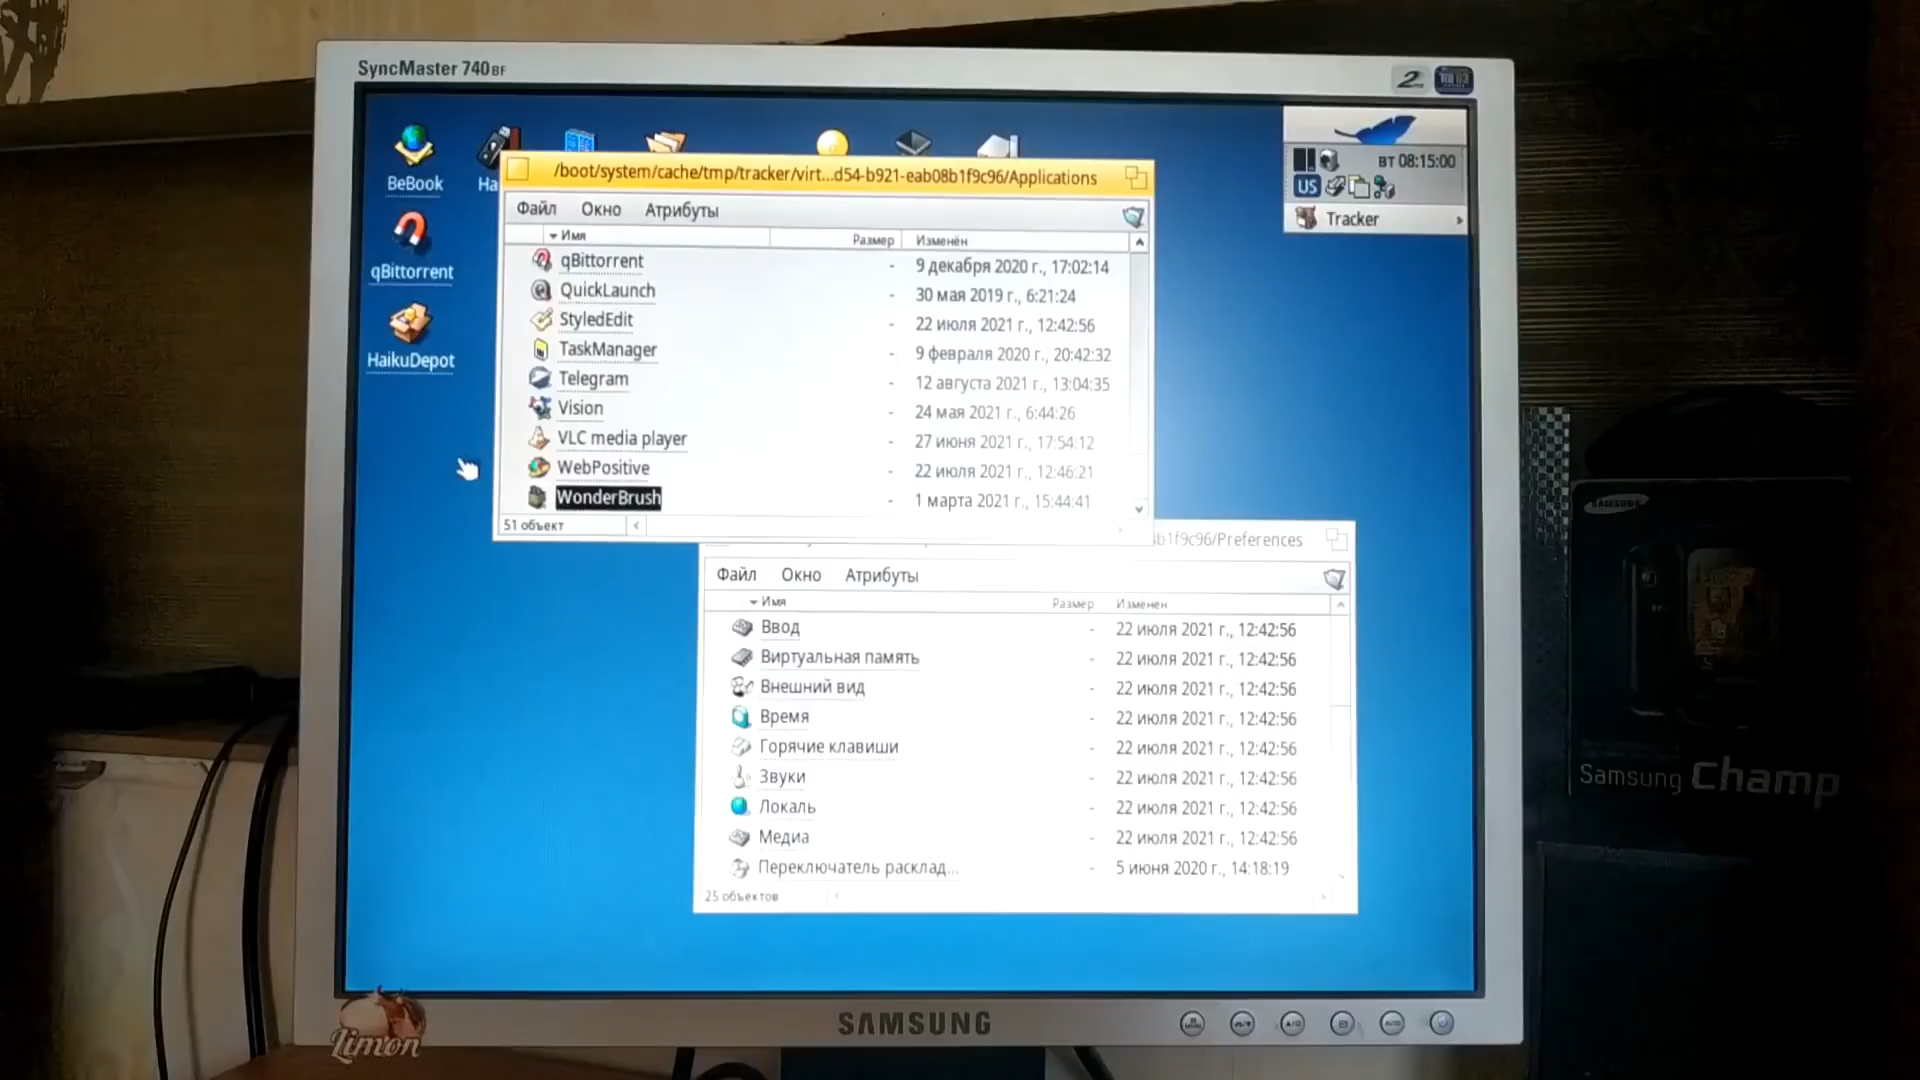 SyncMaster 740BF
2
BeBook
qBittorrent
HaikuDepot
/boot/system/cache/tmp/tracker/virt...d54-b921-eab08b1f9c96/Applications
Файл Окно Атрибуты
Имя Размер Изменён
qBittorrent - 9 декабря 2020 г., 17:02:14
QuickLaunch - 30 мая 2019 г., 6:21:24
StyledEdit - 22 июля 2021 г., 12:42:56
TaskManager - 9 февраля 2020 г., 20:42:32
Telegram - 12 августа 2021 г., 13:04:35
Vision - 24 мая 2021 г., 6:44:26
VLC media player - 27 июня 2021 г., 17:54:12
WebPositive - 22 июля 2021 г., 12:46:21
WonderBrush - 1 марта 2021 г., 15:44:41
51 объект
ВТ 08:15:00
US
Tracker
b1f9c96/Preferences
Файл Окно Атрибуты
Имя Размер Изменен
Ввод - 22 июля 2021 г., 12:42:56
Виртуальная память - 22 июля 2021 г., 12:42:56
Внешний вид - 22 июля 2021 г., 12:42:56
Время - 22 июля 2021 г., 12:42:56
Горячие клавиши - 22 июля 2021 г., 12:42:56
Звуки - 22 июля 2021 г., 12:42:56
Локаль - 22 июля 2021 г., 12:42:56
Медиа - 22 июля 2021 г., 12:42:56
Переключатель расклад... - 5 июня 2020 г., 14:18:19
25 объектов
SAMSUNG
MENU
AUTO
Limon
SAMSUNG
Samsung Champ